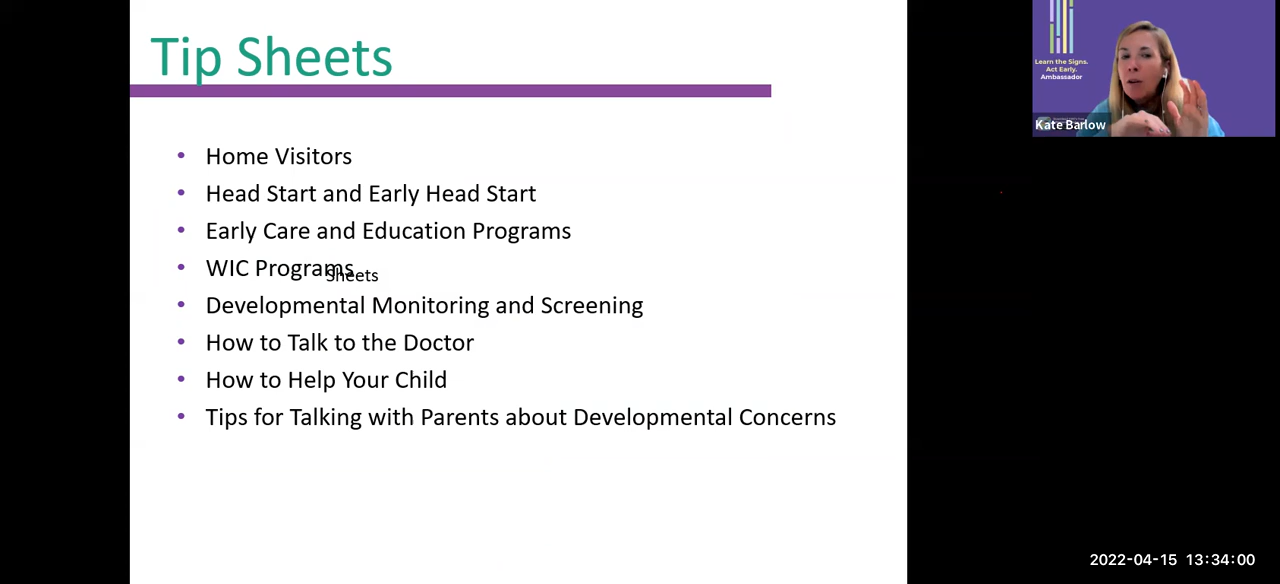 Tip Sheets
• Home Visitors
• Head Start and Early Head Start
• Early Care and Education Programs
• WIC Programs
Sheets
• Developmental Monitoring and Screening
• How to Talk to the Doctor
• How to Help Your Child
• Tips for Talking with Parents about Developmental Concerns
Learn the Signs.
Act Early.
Ambassador
Kate Barlow
2022-04-15 13:34:00